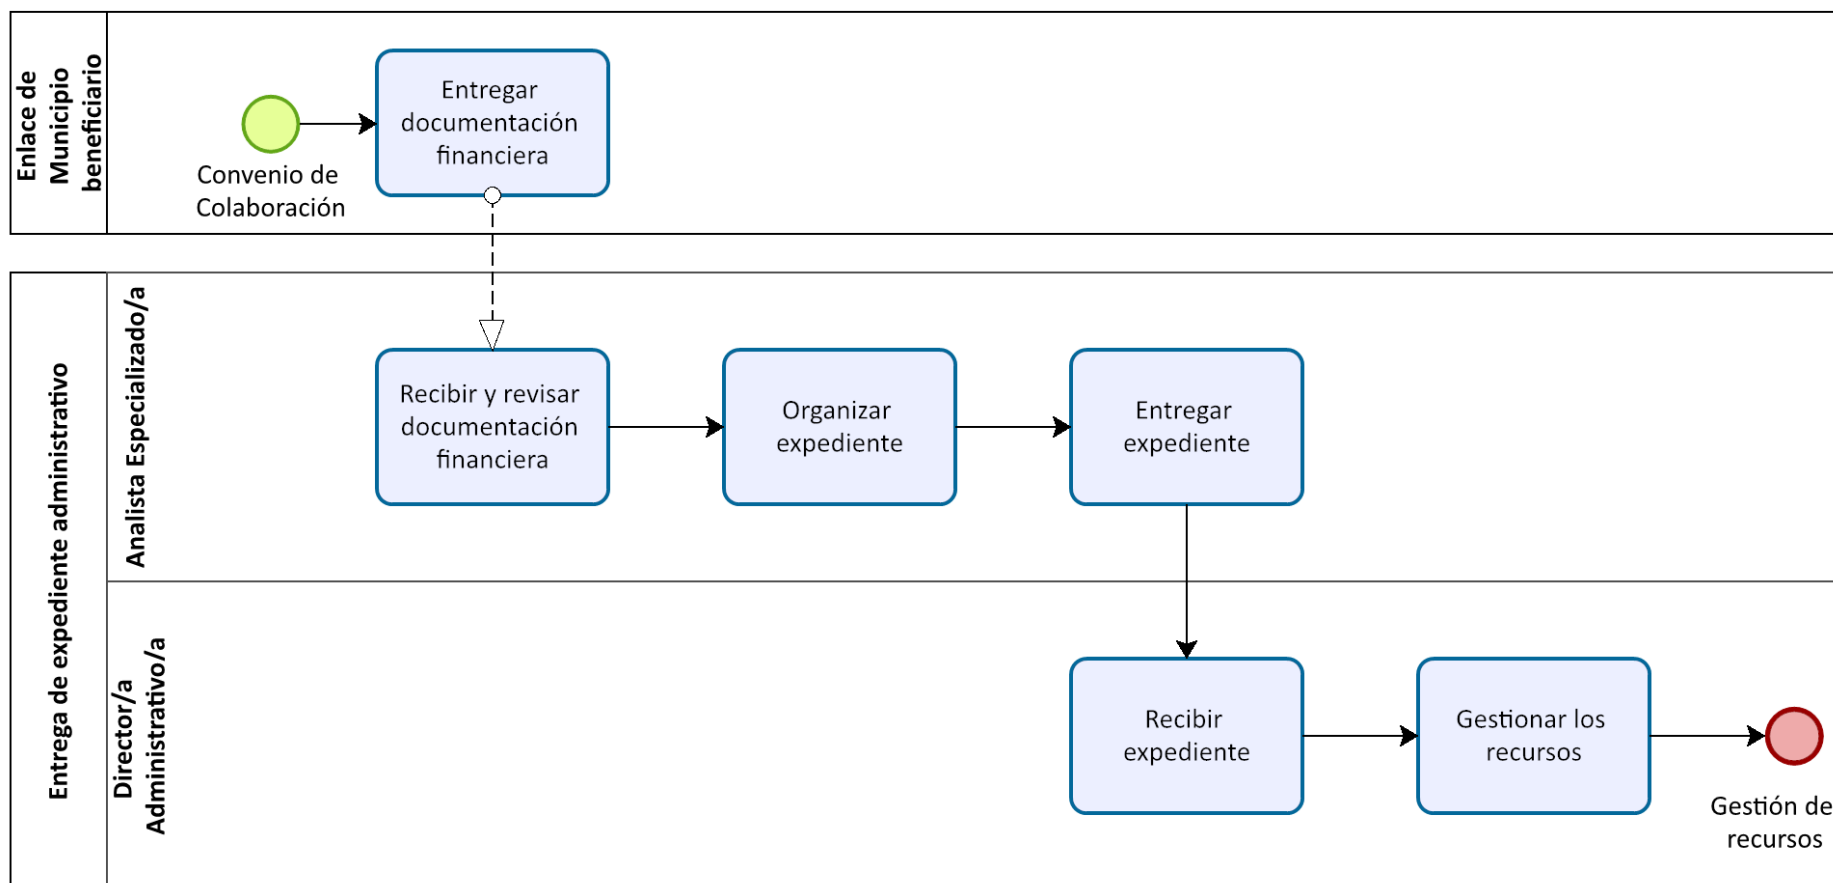 Enlace de
Municipio
beneficiario
Entregar
documentación
financiera
Convenio de
Colaboración
Entrega de expediente administrativo
Analista Especializado/a
Recibir y revisar
documentación
financiera
Organizar
expediente
Entregar
expediente
Director/a
Administrativo/a
Recibir
expediente
Gestionar los
recursos
Gestión de
recursos